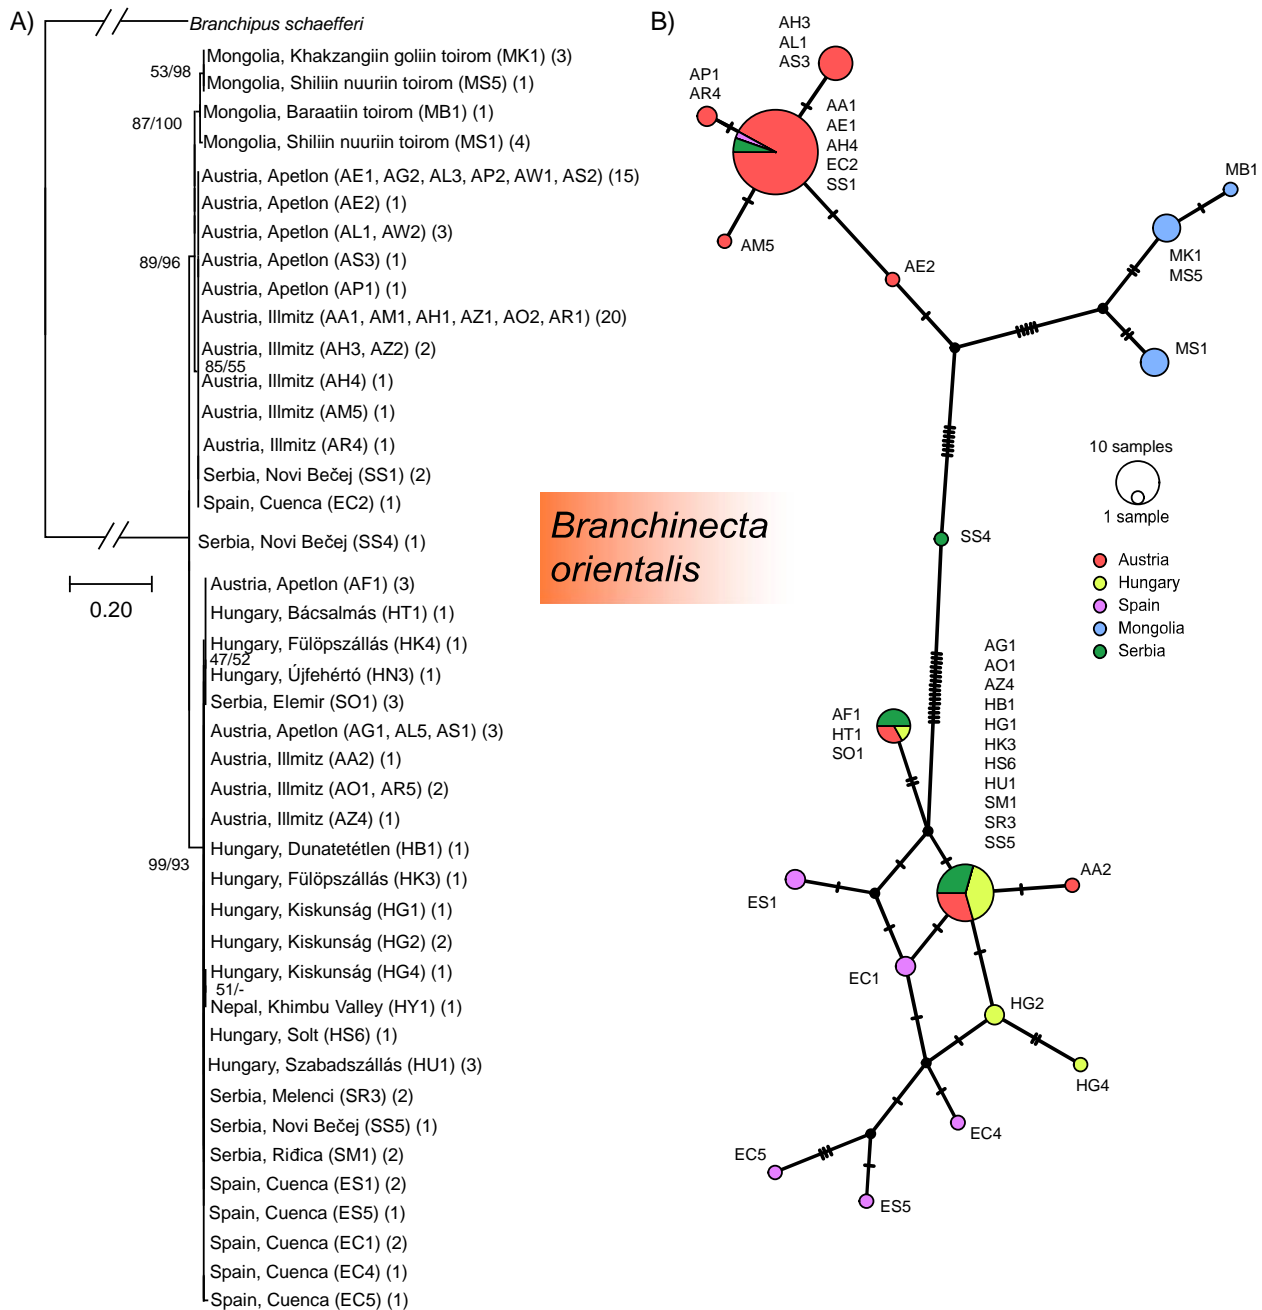 A)
Branchipus schaefferi
Mongolia, Khakzangiin goliin toirom (MK1) (3)
53/98
Mongolia, Shiliin nuuriin toirom (MS5) (1)
Mongolia, Baraatiin toirom (MB1) (1)
87/100
Mongolia, Shiliin nuuriin toirom (MS1) (4)
Austria, Apetlon (AE1, AG2, AL3, AP2, AW1, AS2) (15)
Austria, Apetlon (AE2) (1)
Austria, Apetlon (AL1, AW2) (3)
89/96
Austria, Apetlon (AS3) (1)
Austria, Apetlon (AP1) (1)
Austria, Illmitz (AA1, AM1, AH1, AZ1, AO2, AR1) (20)
Austria, Illmitz (AH3, AZ2) (2)
85/55
Austria, Illmitz (AH4) (1)
Austria, Illmitz (AM5) (1)
Austria, Illmitz (AR4) (1)
Serbia, Novi Bečej (SS1) (2)
Spain, Cuenca (EC2) (1)
Serbia, Novi Bečej (SS4) (1)
0.20
Austria, Apetlon (AF1) (3)
Hungary, Bácsalmás (HT1) (1)
Hungary, Fülöpszállás (HK4) (1)
47/52
Hungary, Újfehértó (HN3) (1)
Serbia, Elemir (SO1) (3)
Austria, Apetlon (AG1, AL5, AS1) (3)
Austria, Illmitz (AA2) (1)
Austria, Illmitz (AO1, AR5) (2)
Austria, Illmitz (AZ4) (1)
Hungary, Dunatetétlen (HB1) (1)
99/93
Hungary, Fülöpszállás (HK3) (1)
Hungary, Kiskunság (HG1) (1)
Hungary, Kiskunság (HG2) (2)
Hungary, Kiskunság (HG4) (1)
51/-
Nepal, Khimbu Valley (HY1) (1)
Hungary, Solt (HS6) (1)
Hungary, Szabadszállás (HU1) (3)
Serbia, Melenci (SR3) (2)
Serbia, Novi Bečej (SS5) (1)
Serbia, Riđica (SM1) (2)
Spain, Cuenca (ES1) (2)
Spain, Cuenca (ES5) (1)
Spain, Cuenca (EC1) (2)
Spain, Cuenca (EC4) (1)
Spain, Cuenca (EC5) (1)
Branchinecta
orientalis
B)
AH3
AL1
AS3
AP1
AR4
AA1
AE1
AH4
EC2
SS1
AM5
AE2
MB1
MK1
MS5
MS1
10 samples
1 sample
Austria
Hungary
Spain
Mongolia
Serbia
SS4
AG1
AO1
AZ4
HB1
HG1
HK3
HS6
HU1
SM1
SR3
SS5
AF1
HT1
SO1
AA2
ES1
EC1
HG2
HG4
EC4
EC5
ES5